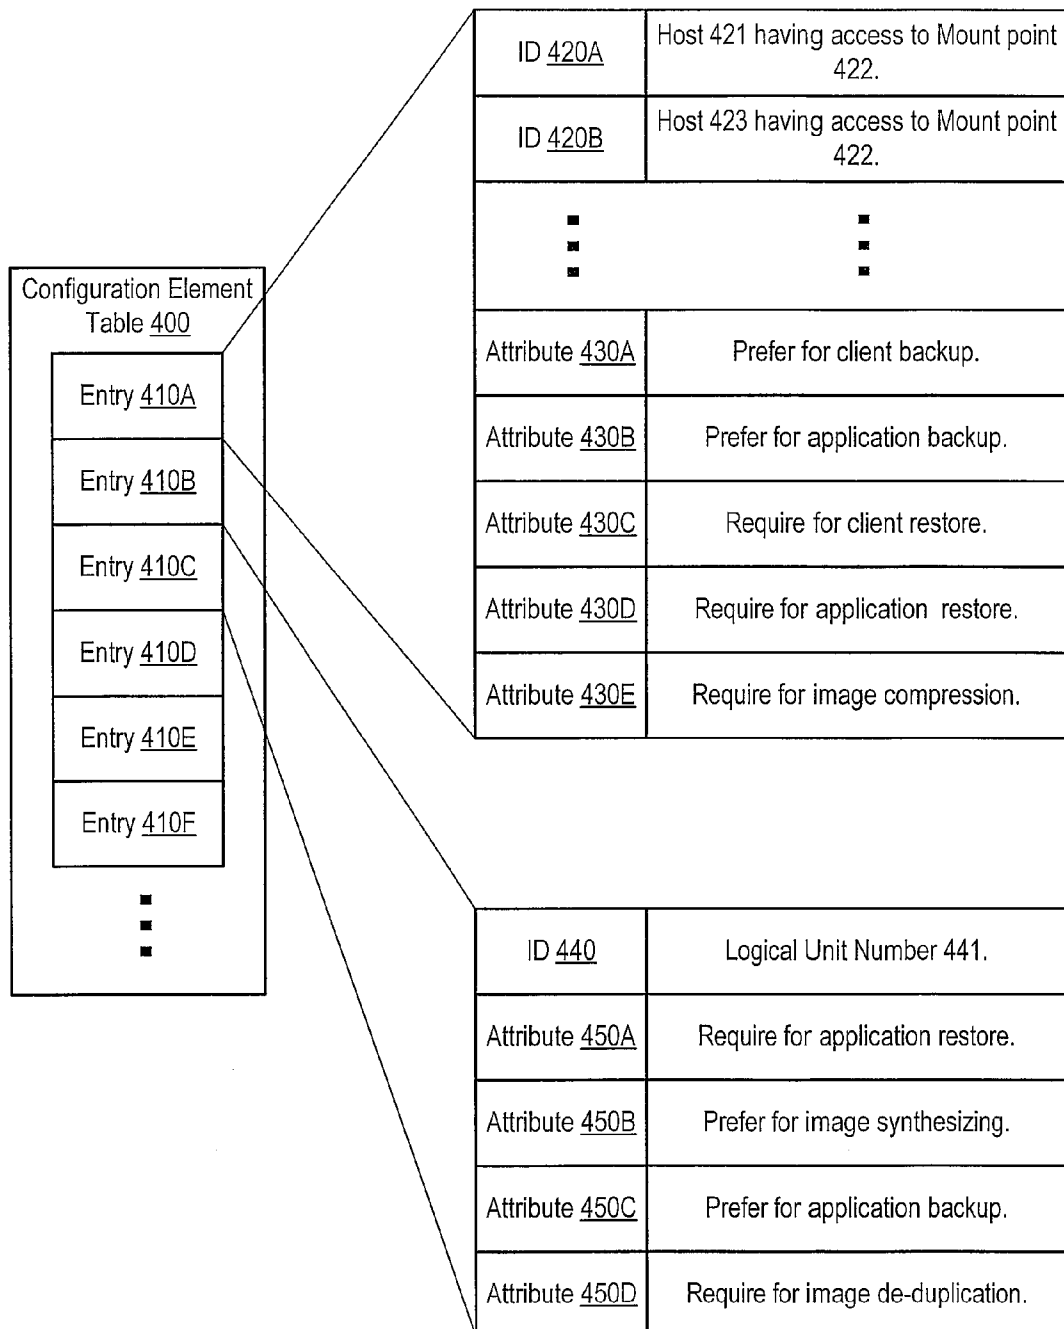 Configuration Element
Table 400
Entry 410A
Entry 410B
Entry 410C
Entry 410D
Entry 410E
Entry 410F
ID 420A
Host 421 having access to Mount point
422.
ID 420B
Host 423 having access to Mount point
422.
Attribute 430A
Prefer for client backup.
Attribute 430B
Prefer for application backup.
Attribute 430C
Require for client restore.
Attribute 430D
Require for application restore.
Attribute 430E
Require for image compression.
ID 440
Logical Unit Number 441.
Attribute 450A
Require for application restore.
Attribute 450B
Prefer for image synthesizing.
Attribute 450C
Prefer for application backup.
Attribute 450D
Require for image de-duplication.